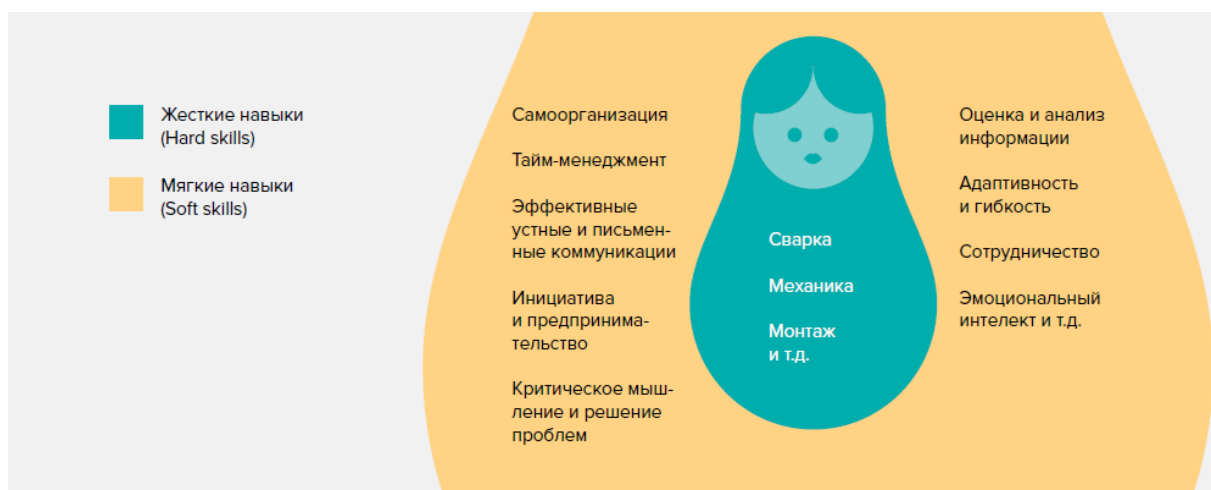 Жесткие навыки
(Hard skills)
Мягкие навыки
(Soft skills)
Самоорганизация
Тайм-менеджмент
Эффективные
устные и письмен-
ные коммуникации
Инициатива
и предпринима-
тельство
Критическое мыш-
ление и решение
проблем
Сварка
Механика
Монтаж
и т.д.
Оценка и анализ
информации
Адаптивность
и гибкость
Сотрудничество
Эмоциональный
интелект и т.д.